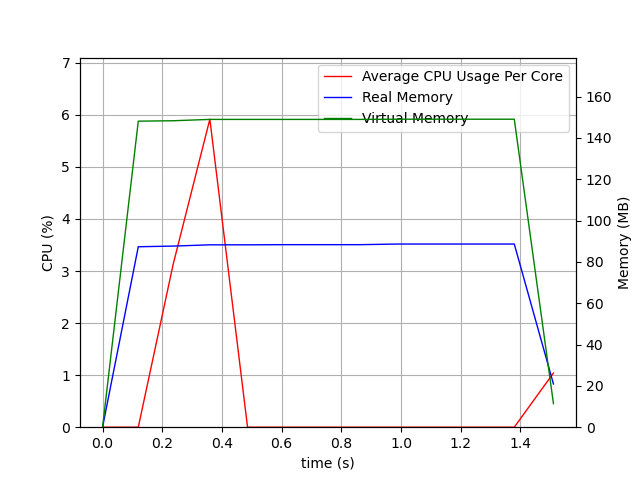 Average CPU Usage Per Core
Real Memory
Virtual Memory
7
6
5
4
3
2
1
0
CPU (%)
160
140
120
100
80
60
40
20
0
Memory (MB)
0.0 0.2 0.4 0.6 0.8 1.0 1.2 1.4
time (s)